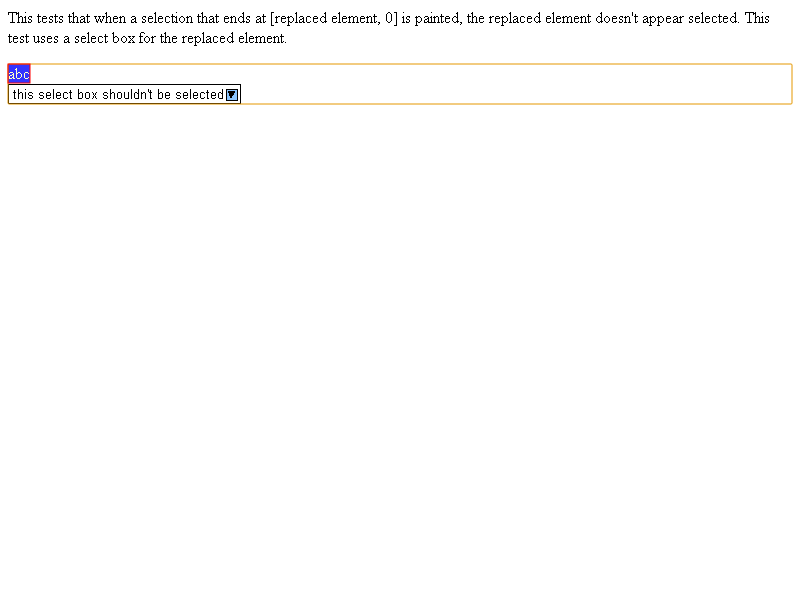 This tests that when a selection that ends at [replaced element, 0] is painted, the replaced element doesn't appear selected. This
test uses a select box for the replaced element.
abc
this select box shouldn't be selected